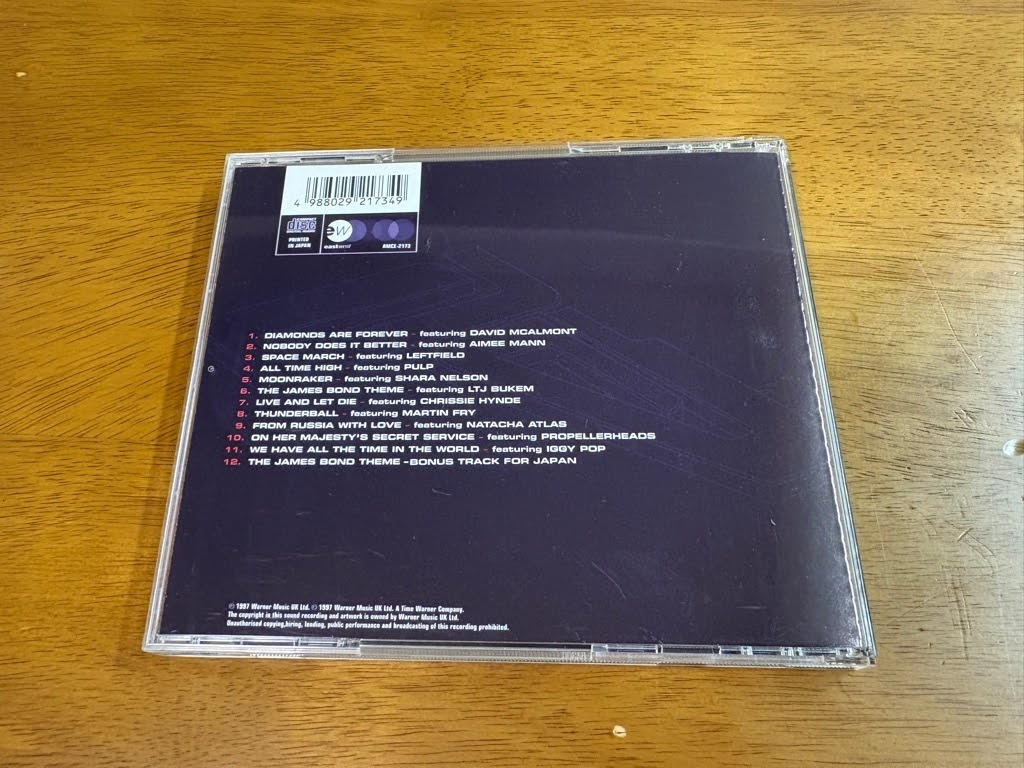 4 988029 217349
COMPACT
disc
DIGITAL AUDIO
PRINTED
IN JAPAN
ew
eastwest
AMCE-2173
1. DIAMONDS ARE FOREVER - featuring DAVID MCALMONT
2. NOBODY DOES IT BETTER - featuring AIMEE MANN
3. SPACE MARCH - featuring LEFTFIELD
4. ALL TIME HIGH - featuring PULP
5. MOONRAKER - featuring SHARA NELSON
6. THE JAMES BOND THEME - featuring LTJ BUKEM
7. LIVE AND LET DIE - featuring CHRISSIE HYNDE
8. THUNDERBALL - featuring MARTIN FRY
9. FROM RUSSIA WITH LOVE - featuring NATACHA ATLAS
10. ON HER MAJESTY'S SECRET SERVICE - featuring PROPELLERHEADS
11. WE HAVE ALL THE TIME IN THE WORLD - featuring IGGY POP
12. THE JAMES BOND THEME -BONUS TRACK FOR JAPAN
℗ 1997 Warner Music UK Ltd. © 1997 Warner Music UK Ltd. A Time Warner Company.
The copyright in this sound recording and artwork is owned by Warner Music UK Ltd.
Unauthorised copying,hiring, lending, public performance and broadcasting of this recording prohibited.